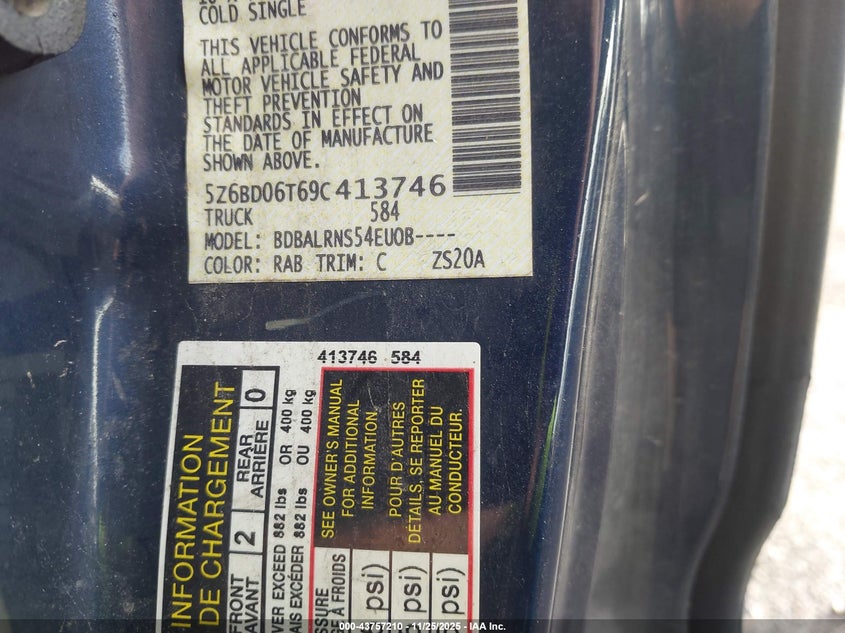 COLD SINGLE
THIS VEHICLE CONFORMS TO
ALL APPLICABLE FEDERAL
MOTOR VEHICLE SAFETY AND
THEFT PREVENTION
STANDARDS IN EFFECT ON
THE DATE OF MANUFACTURE
SHOWN ABOVE.
5Z6BD06T69C413746
TRUCK 584
MODEL: BDBALRNS54EUOB----
COLOR: RAB TRIM: C ZS20A
413746 584
INFORMATION
DE CHARGEMENT
FRONT 2 REAR 0
AVANT ARRIÈRE
VER EXCEED 882 lbs OR 400 kg
AIS EXCÉDER 882 lbs OU 400 kg
SEE OWNER'S MANUAL
FOR ADDITIONAL
INFORMATION
POUR D'AUTRES
DÉTAILS, SE REPORTER
AU MANUEL DU
CONDUCTEUR.
psi)
psi)
psi)
000-43757210 - 11/25/2025 - IAA Inc.